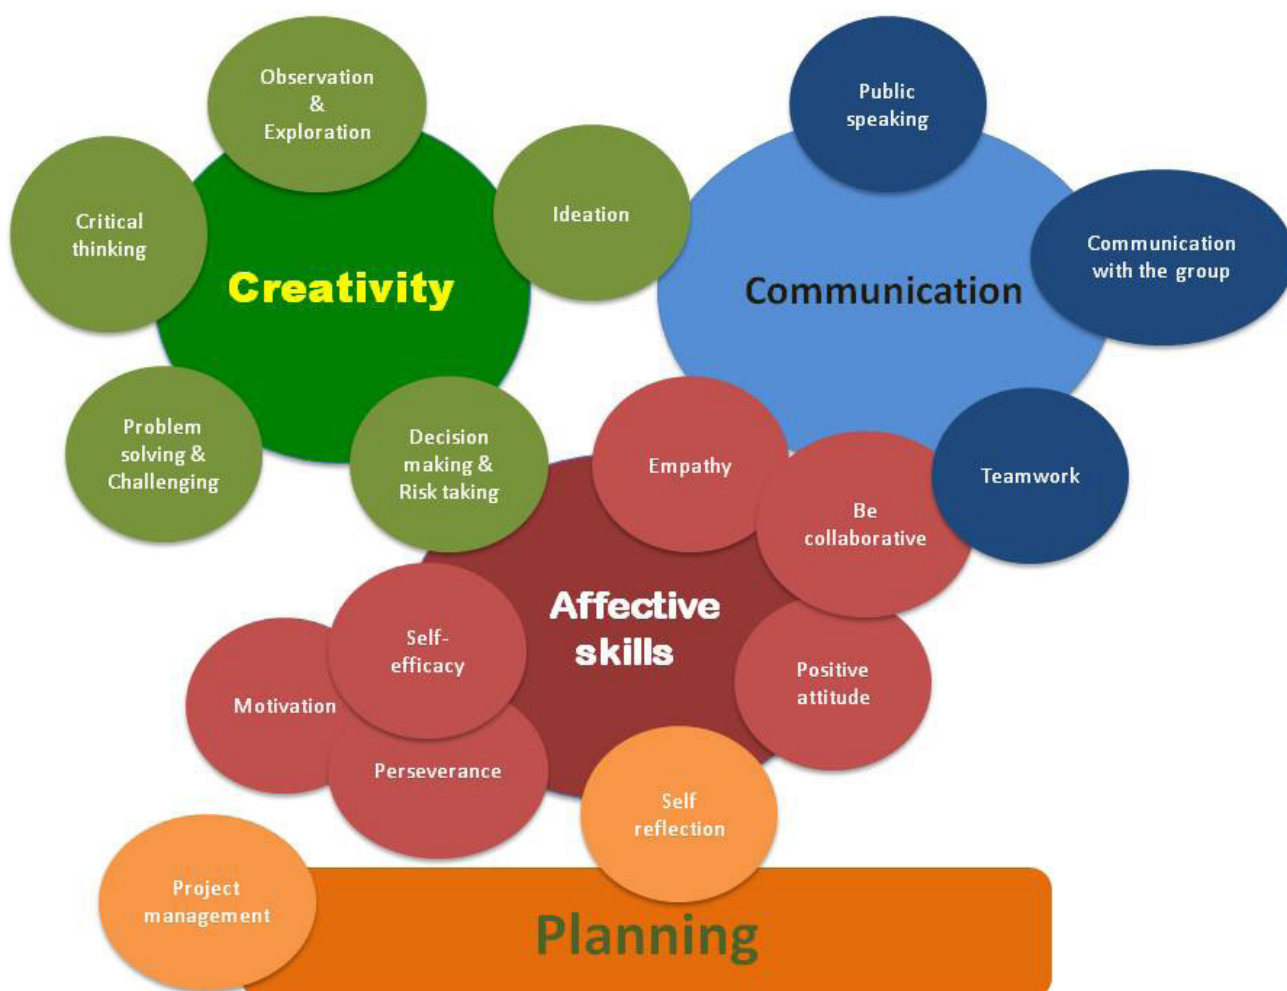 Observation
&
Exploration
Public
speaking
Critical
thinking
Ideation
Communication
with the group
Creativity
Communication
Problem
solving &
Challenging
Decision
making &
Risk taking
Empathy
Be
collaborative
Teamwork
Affective
skills
Self-
efficacy
Motivation
Positive
attitude
Perseverance
Self
reflection
Project
management
Planning